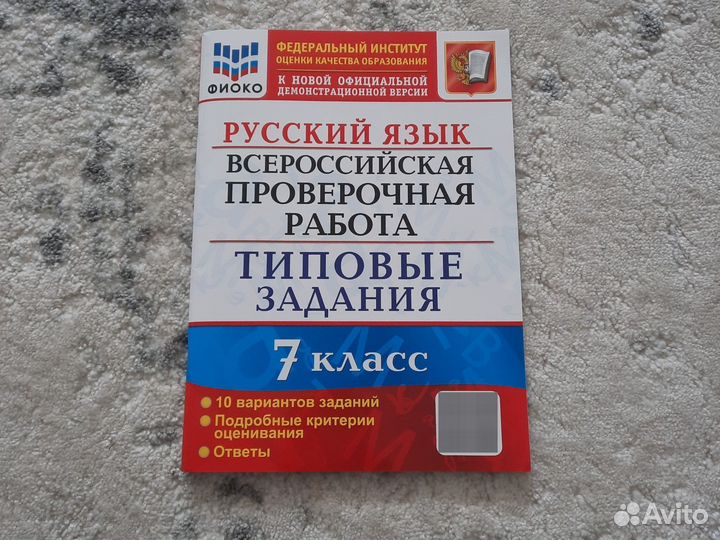 ФИОКО
ФЕДЕРАЛЬНЫЙ ИНСТИТУТ
ОЦЕНКИ КАЧЕСТВА ОБРАЗОВАНИЯ
К НОВОЙ ОФИЦИАЛЬНОЙ
ДЕМОНСТРАЦИОННОЙ ВЕРСИИ
РУССКИЙ ЯЗЫК
ВСЕРОССИЙСКАЯ
ПРОВЕРОЧНАЯ
РАБОТА
ТИПОВЫЕ
ЗАДАНИЯ
7 КЛАСС
10 вариантов заданий
Подробные критерии
оценивания
Ответы
Avito